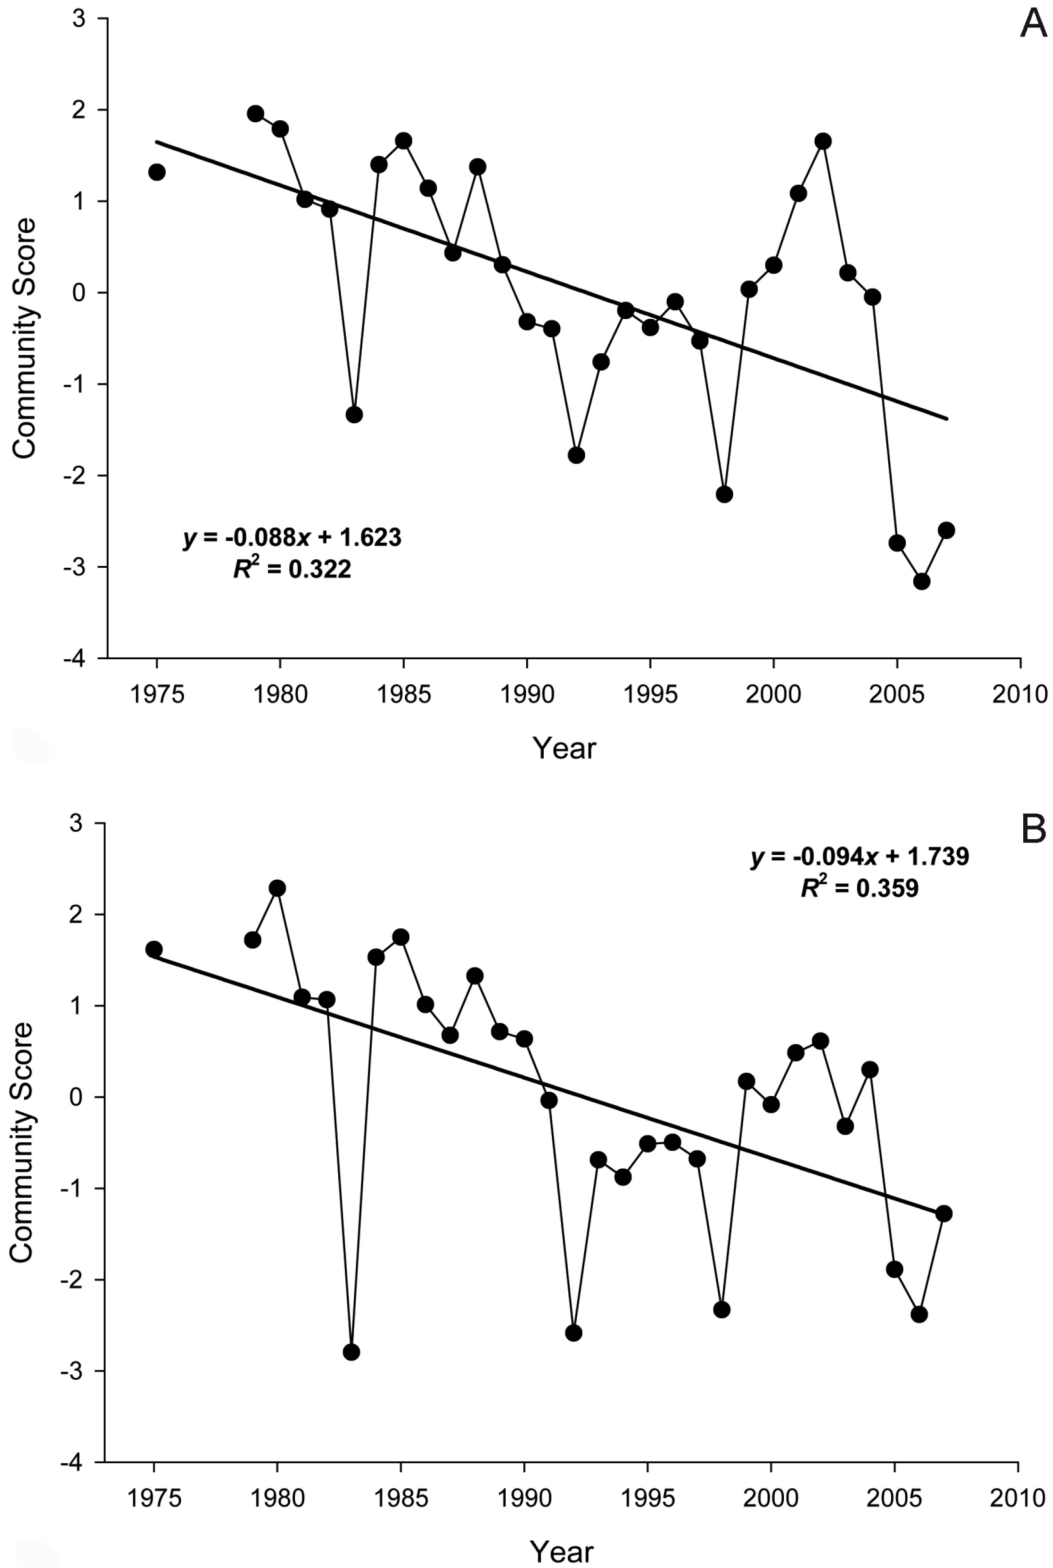 A
3
2
1
0
-1
-2
-3
-4
Community Score
y = -0.088x + 1.623
R² = 0.322
1975 1980 1985 1990 1995 2000 2005 2010
Year
B
3
2
1
0
-1
-2
-3
-4
Community Score
y = -0.094x + 1.739
R² = 0.359
1975 1980 1985 1990 1995 2000 2005 2010
Year